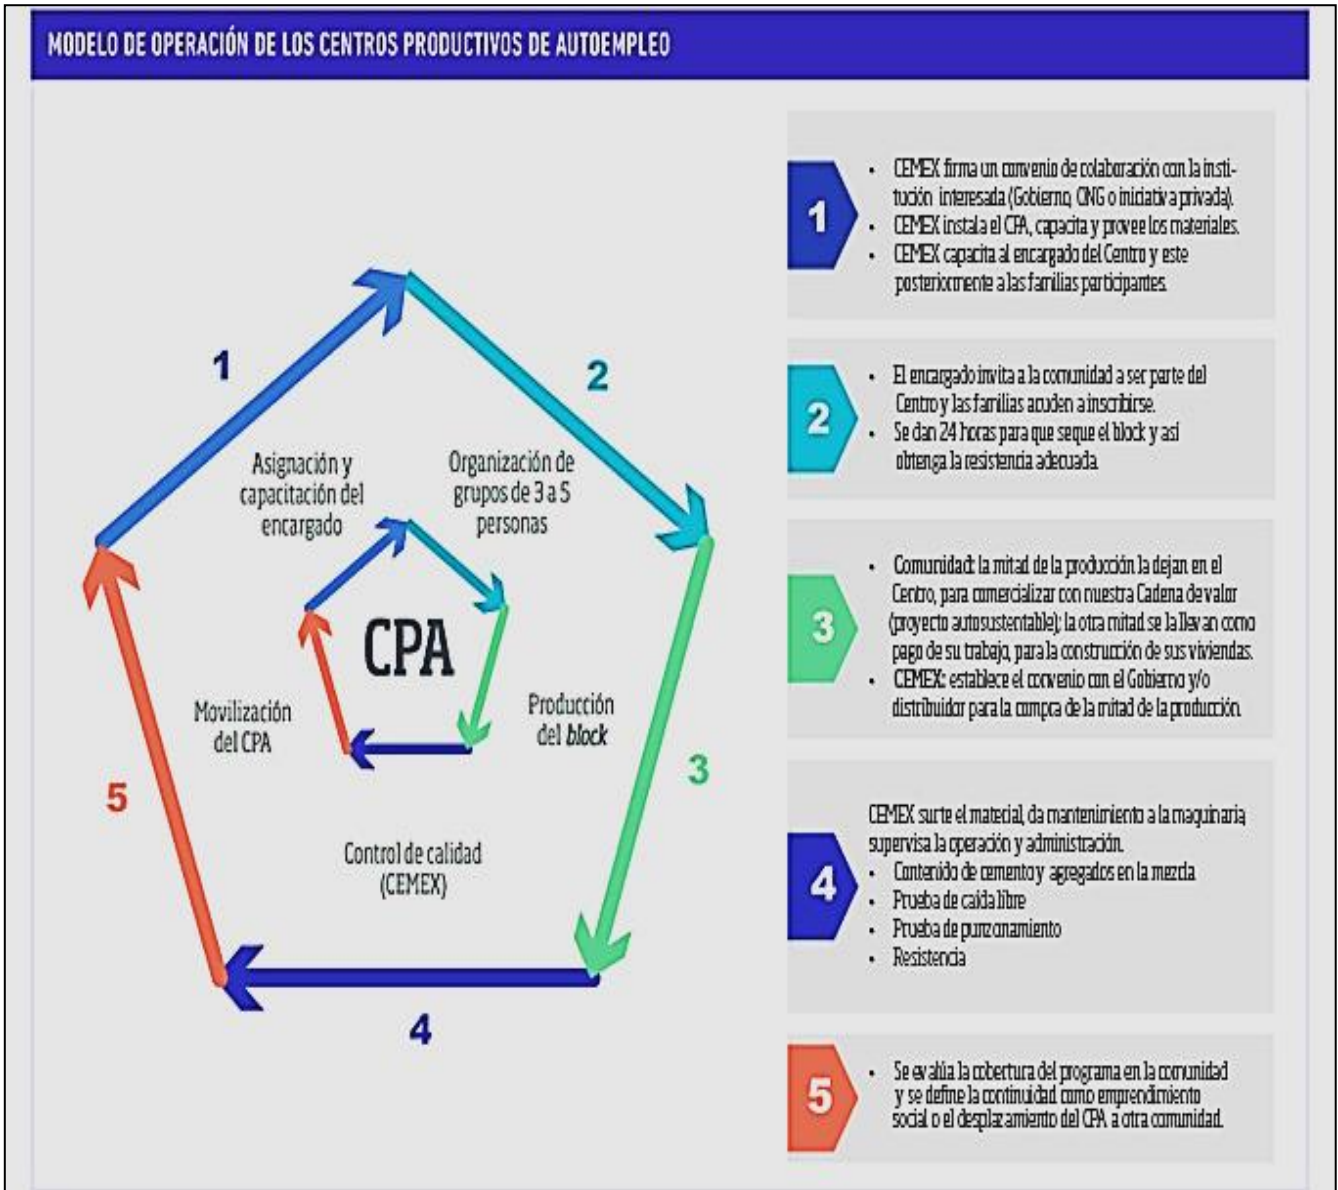 MODELO DE OPERACIÓN DE LOS CENTROS PRODUCTIVOS DE AUTOEMPLEO
1
2
3
4
5
Asignación y
capacitación del
encargado
Organización de
grupos de 3 a 5
personas
CPA
Movilización
del CPA
Producción
del block
Control de calidad
(CEMEX)
1
• CEMEX firma un convenio de colaboración con la insti-
tución interesada (Gobierno, ONG o iniciativa privada).
• CEMEX instala el CPA, capacita y provee los materiales.
• CEMEX capacita al encargado del Centro y este
posteriormente a las familias participantes.
2
• El encargado invita a la comunidad a ser parte del
Centro y las familias acuden a inscribirse.
• Se dan 24 horas para que seque el block y así
obtenga la resistencia adecuada.
3
• Comunidad: la mitad de la producción la dejan en el
Centro, para comercializar con nuestra Cadena de valor
(proyecto autosustentable); la otra mitad se la llevan como
pago de su trabajo, para la construcción de sus viviendas.
• CEMEX: establece el convenio con el Gobierno y/o
distribuidor para la compra de la mitad de la producción.
4
CEMEX surte el material, da mantenimiento a la maquinaria,
supervisa la operación y administración.
• Contenido de cemento y agregados en la mezcla
• Prueba de caída libre
• Prueba de punzonamiento
• Resistencia
5
• Se evalúa la cobertura del programa en la comunidad
y se define la continuidad como emprendimiento
social o el desplazamiento del CPA a otra comunidad.